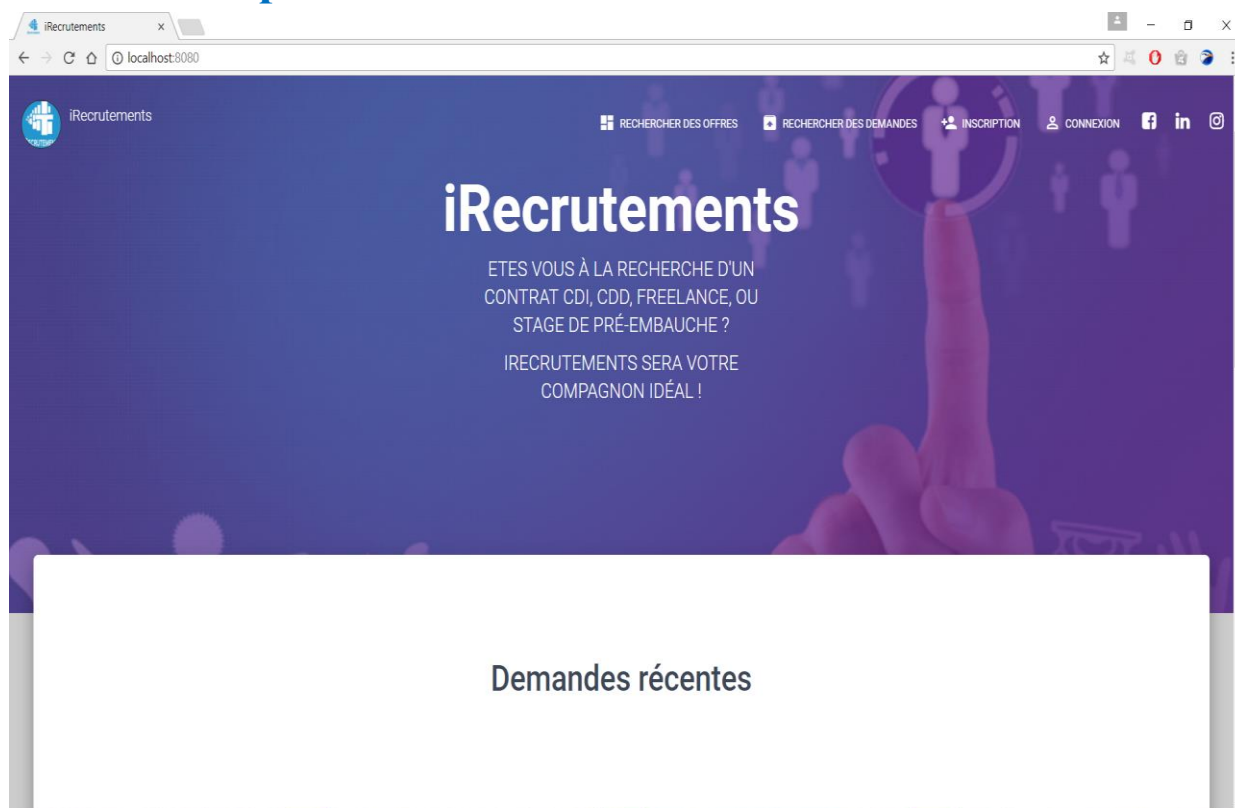 iRecrutements
localhost:8080
iRecrutements
RECHERCHER DES OFFRES
RECHERCHER DES DEMANDES
INSCRIPTION
CONNEXION
in
iRecrutements
ETES VOUS À LA RECHERCHE D'UN
CONTRAT CDI, CDD, FREELANCE, OU
STAGE DE PRÉ-EMBAUCHE ?
IRECRUTEMENTS SERA VOTRE
COMPAGNON IDÉAL !
Demandes récentes